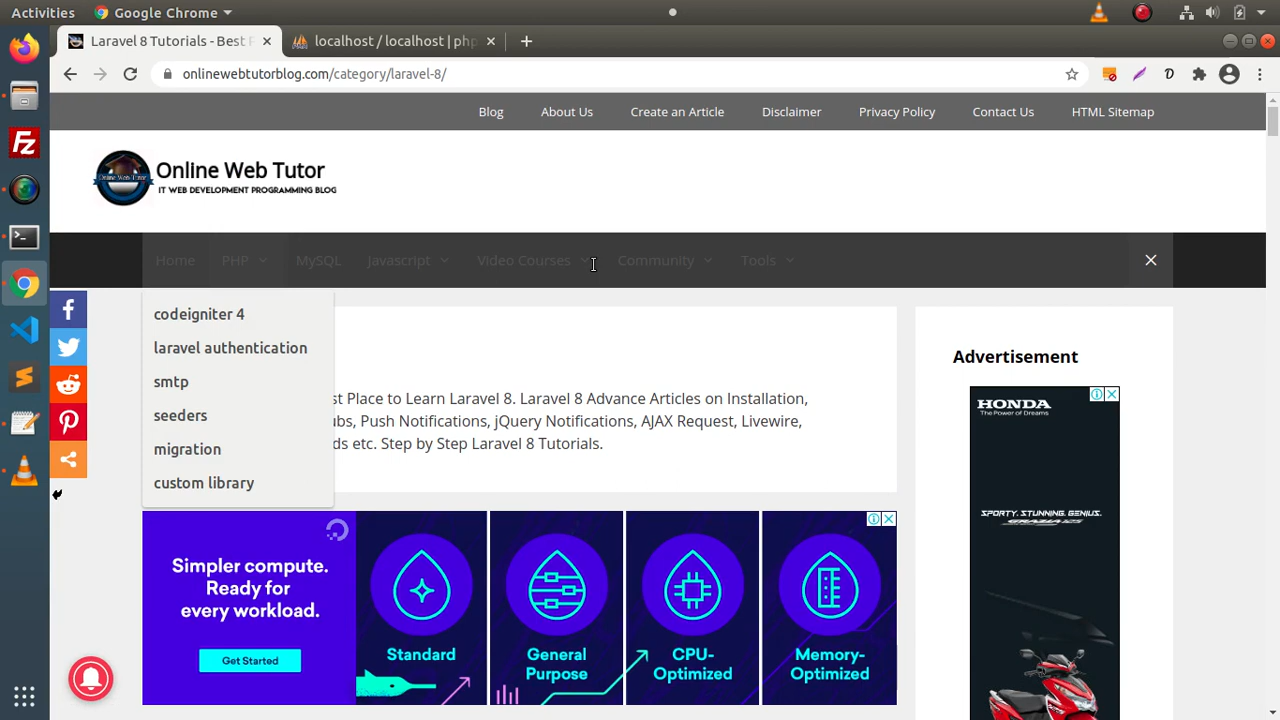 Activities
Google Chrome
Laravel 8 Tutorials - Best P
localhost / localhost | php
onlinewebtutorblog.com/category/laravel-8/
Blog
About Us
Create an Article
Disclaimer
Privacy Policy
Contact Us
HTML Sitemap
Online Web Tutor
IT WEB DEVELOPMENT PROGRAMMING BLOG
Home
PHP
MySQL
Javascript
Video Courses
Community
Tools
codeigniter 4
laravel authentication
smtp
seeders
migration
custom library
st Place to Learn Laravel 8. Laravel 8 Advance Articles on Installation,
ubs, Push Notifications, jQuery Notifications, AJAX Request, Livewire,
ds etc. Step by Step Laravel 8 Tutorials.
Advertisement
HONDA
The Power of Dreams
SPORTY. STUNNING. GENIUS.
GRAZIA 125
Simpler compute.
Ready for
every workload.
Get Started
Standard
General
Purpose
CPU-
Optimized
Memory-
Optimized